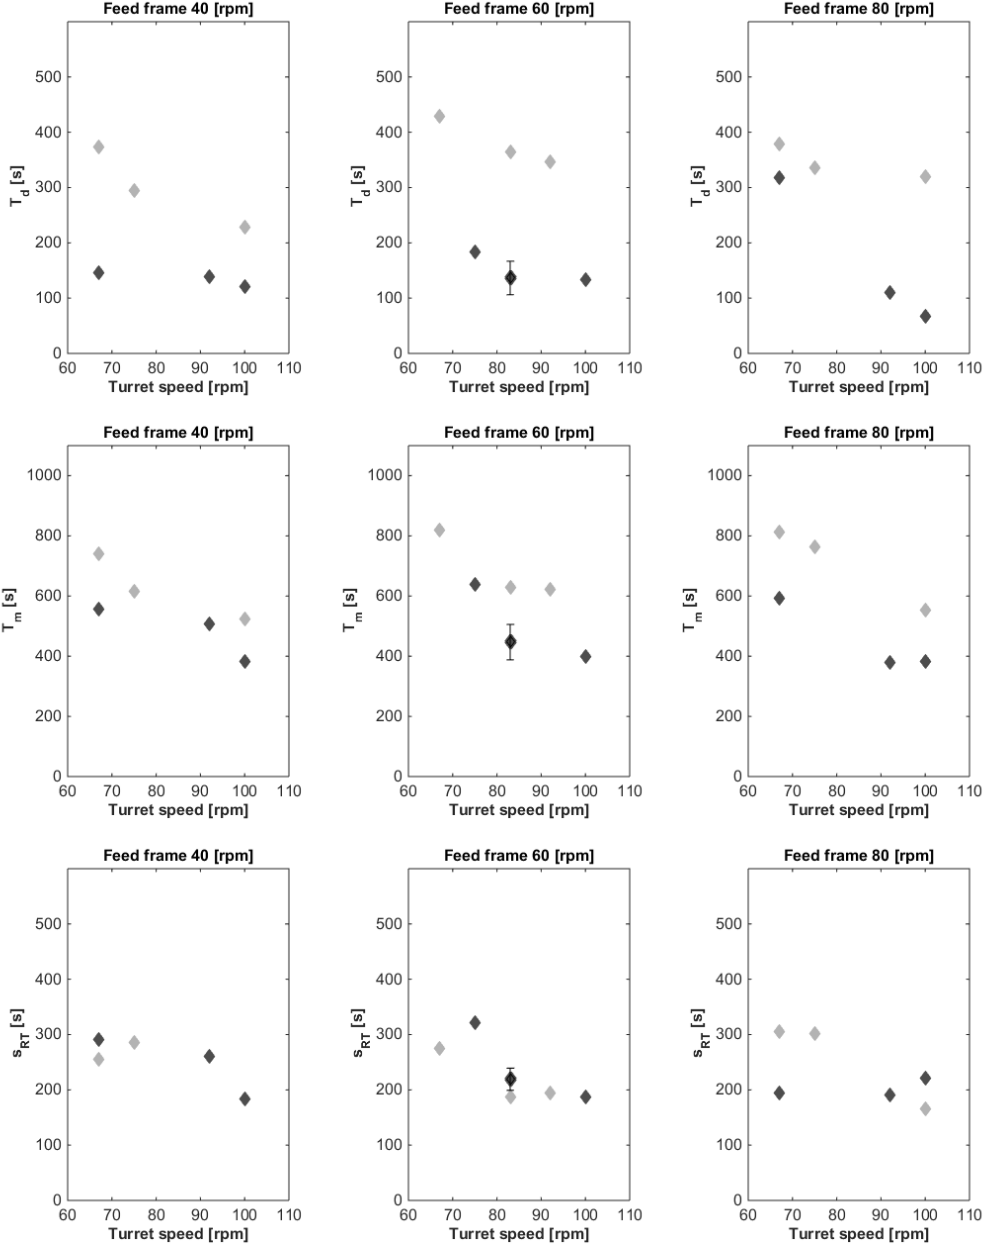 Feed frame 40 [rpm] Feed frame 60 [rpm] Feed frame 80 [rpm]
500 500 500
400 400 400
300 300 300
200 200 200
100 100 100
0 0 0
T_d [s] T_d [s] T_d [s]
60 70 80 90 100 110 60 70 80 90 100 110 60 70 80 90 100 110
Turret speed [rpm] Turret speed [rpm] Turret speed [rpm]
Feed frame 40 [rpm] Feed frame 60 [rpm] Feed frame 80 [rpm]
1000 1000 1000
800 800 800
600 600 600
400 400 400
200 200 200
0 0 0
T_m [s] T_m [s] T_m [s]
60 70 80 90 100 110 60 70 80 90 100 110 60 70 80 90 100 110
Turret speed [rpm] Turret speed [rpm] Turret speed [rpm]
Feed frame 40 [rpm] Feed frame 60 [rpm] Feed frame 80 [rpm]
500 500 500
400 400 400
300 300 300
200 200 200
100 100 100
0 0 0
s_RT [s] s_RT [s] s_RT [s]
60 70 80 90 100 110 60 70 80 90 100 110 60 70 80 90 100 110
Turret speed [rpm] Turret speed [rpm] Turret speed [rpm]